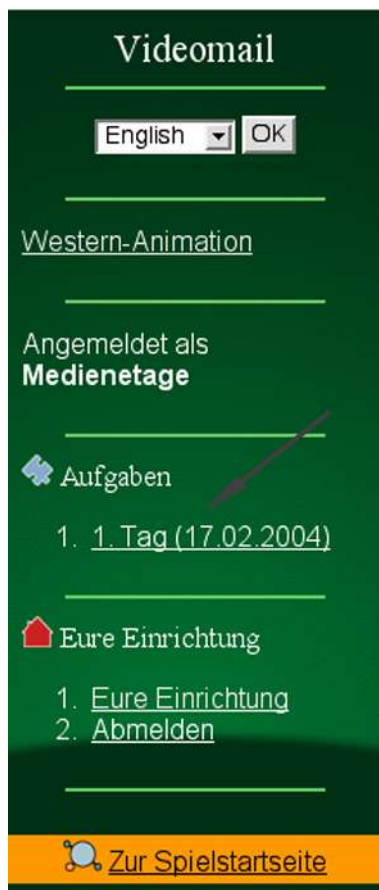 Videomail
English OK
Western-Animation
Angemeldet als
Medienetage
Aufgaben
1. 1. Tag (17.02.2004)
Eure Einrichtung
1. Eure Einrichtung
2. Abmelden
Zur Spielstartseite